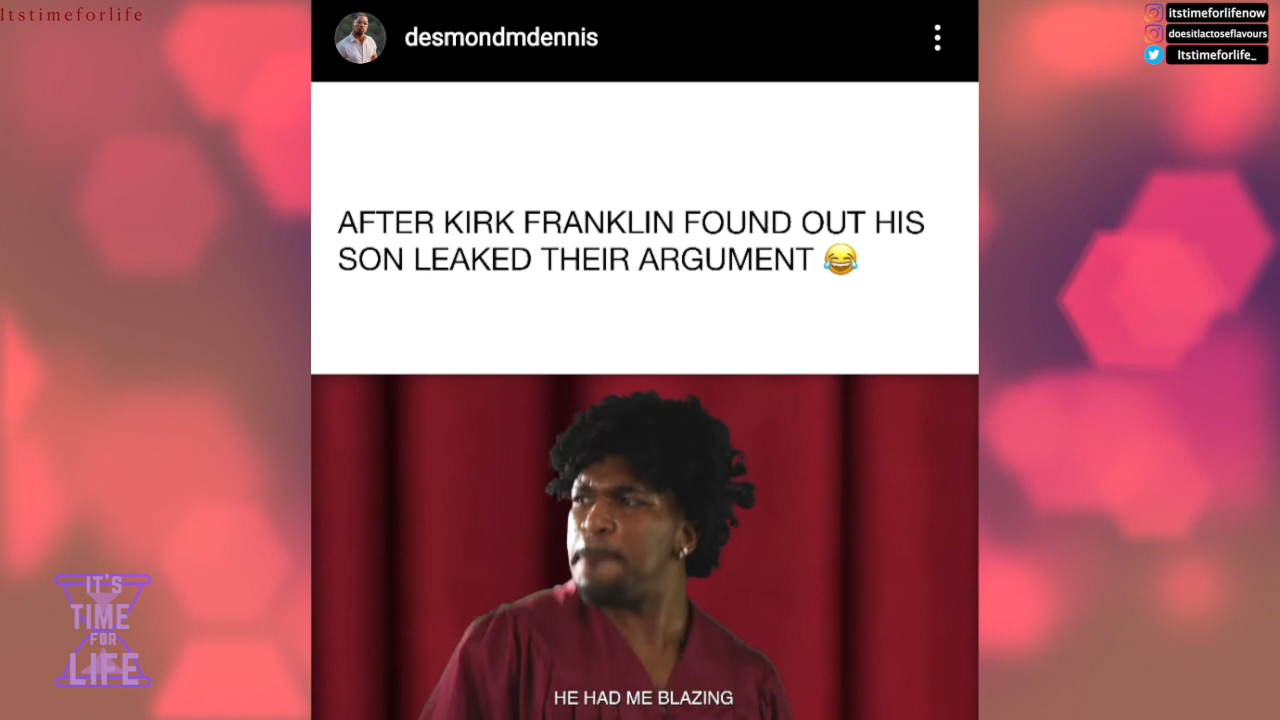 Itstimeforlife
desmondmdennis
itstimeforlifenow
doesitlactoseflavours
Itstimeforlife_
AFTER KIRK FRANKLIN FOUND OUT HIS
SON LEAKED THEIR ARGUMENT 😂
IT'S
TIME
FOR
LIFE
HE HAD ME BLAZING